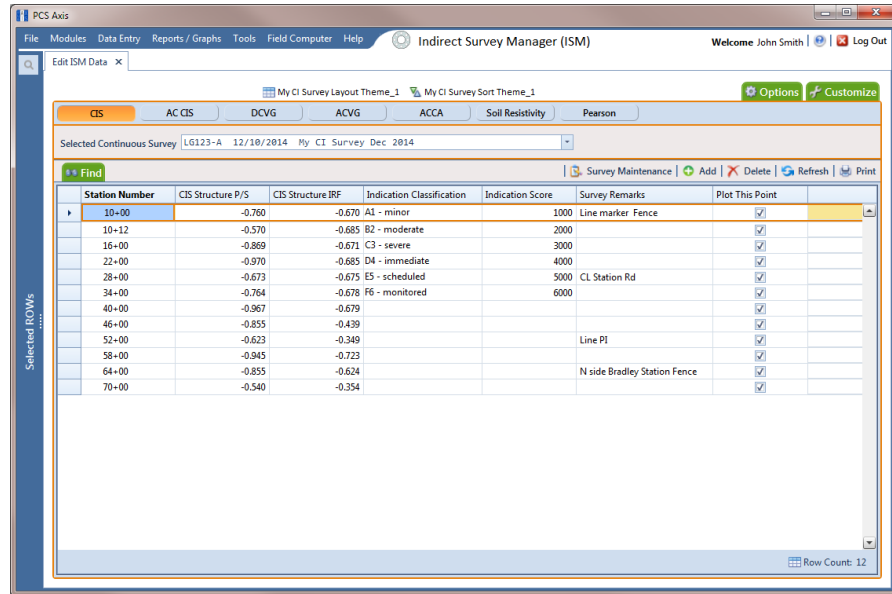 PCS Axis
File Modules Data Entry Reports / Graphs Tools Field Computer Help Indirect Survey Manager (ISM) Welcome John Smith | | Log Out
Edit ISM Data X
My CI Survey Layout Theme_1 My CI Survey Sort Theme_1 Options Customize
CIS AC CIS DCVG ACVG ACCA Soil Resistivity Pearson
Selected Continuous Survey LG123-A 12/10/2014 My CI Survey Dec 2014
Find | Survey Maintenance | Add | Delete | Refresh | Print
Station Number CIS Structure P/S CIS Structure IRF Indication Classification Indication Score Survey Remarks Plot This Point
10+00 -0.760 -0.670 A1 - minor 1000 Line marker Fence
10+12 -0.570 -0.685 B2 - moderate 2000
16+00 -0.869 -0.671 C3 - severe 3000
22+00 -0.970 -0.685 D4 - immediate 4000
28+00 -0.673 -0.675 E5 - scheduled 5000 CL Station Rd
34+00 -0.764 -0.678 F6 - monitored 6000
40+00 -0.967 -0.679
46+00 -0.855 -0.439
52+00 -0.623 -0.349 Line PI
58+00 -0.945 -0.723
64+00 -0.855 -0.624 N side Bradley Station Fence
70+00 -0.540 -0.354
Selected ROWs
Row Count: 12